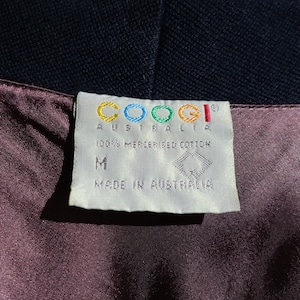 COOGI®
AUSTRALIA
100% MERCERISED COTTON
M
MADE IN AUSTRALIA